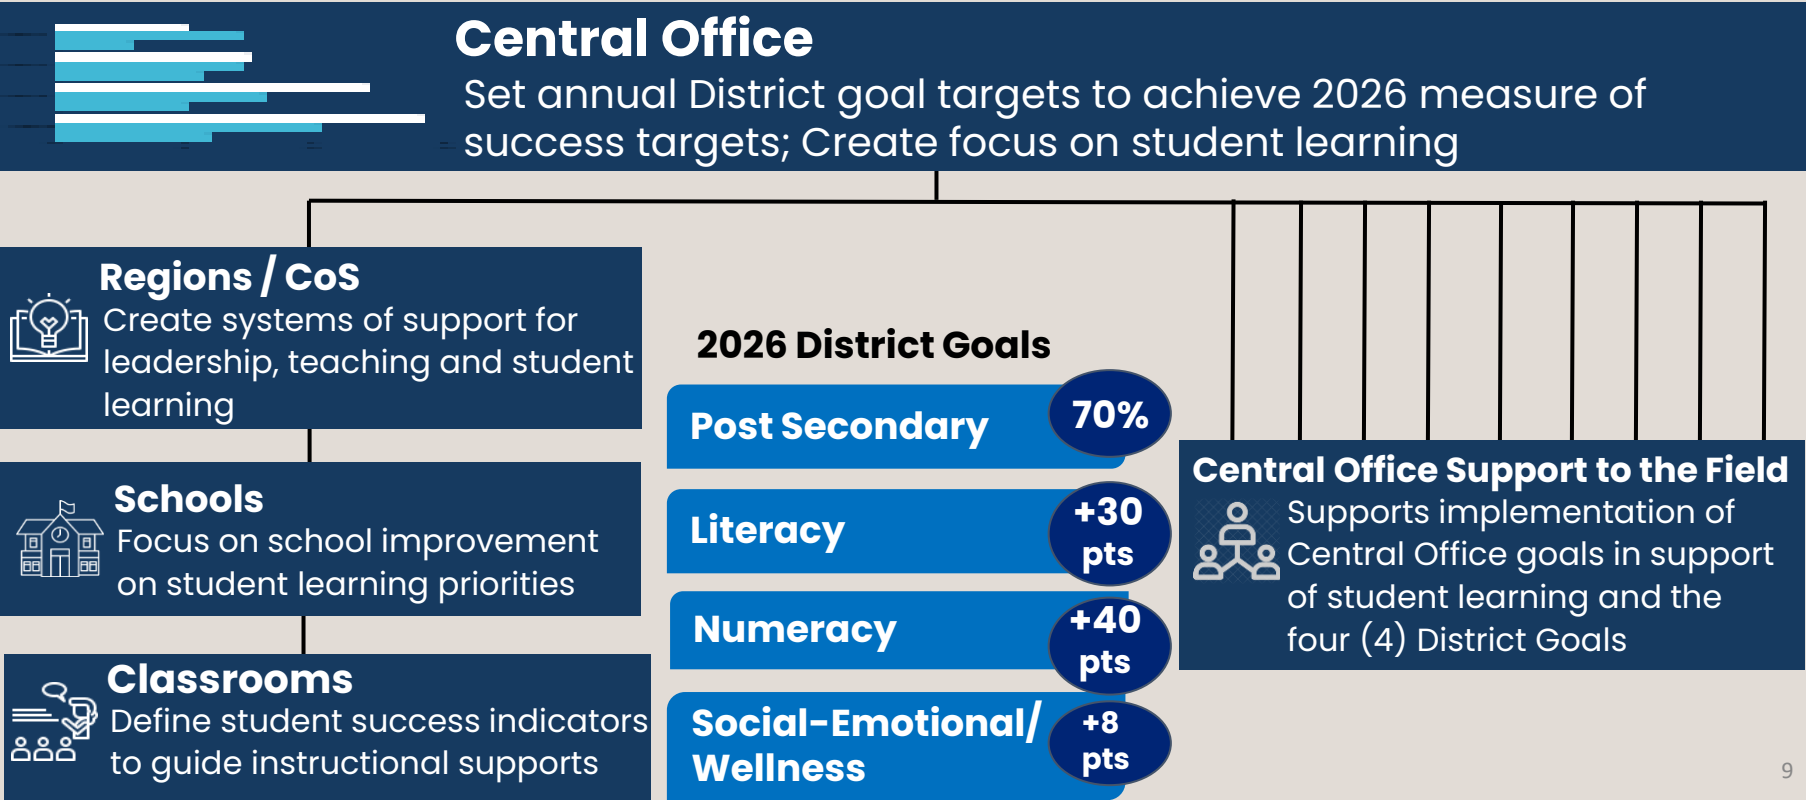 Central Office
Set annual District goal targets to achieve 2026 measure of
success targets; Create focus on student learning
Regions / CoS
Create systems of support for
leadership, teaching and student
learning
Schools
Focus on school improvement
on student learning priorities
Classrooms
Define student success indicators
to guide instructional supports
2026 District Goals
Post Secondary
70%
Literacy
+30
pts
Numeracy
+40
pts
Social-Emotional/
Wellness
+8
pts
Central Office Support to the Field
Supports implementation of
Central Office goals in support
of student learning and the
four (4) District Goals
9